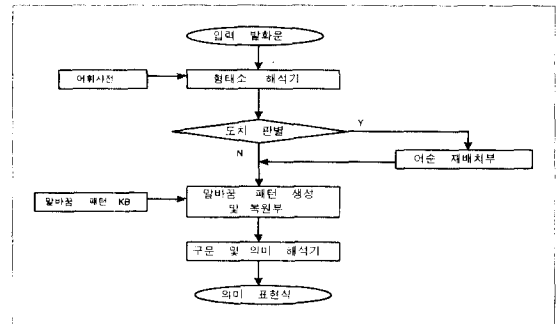 입력 발화문
어휘사전
형태소 해석기
도치 판별
Y
N
어순 재배치부
말바꿈 패턴 KB
말바꿈 패턴 생성
및 복원부
구문 및 의미 해석기
의미 표현식